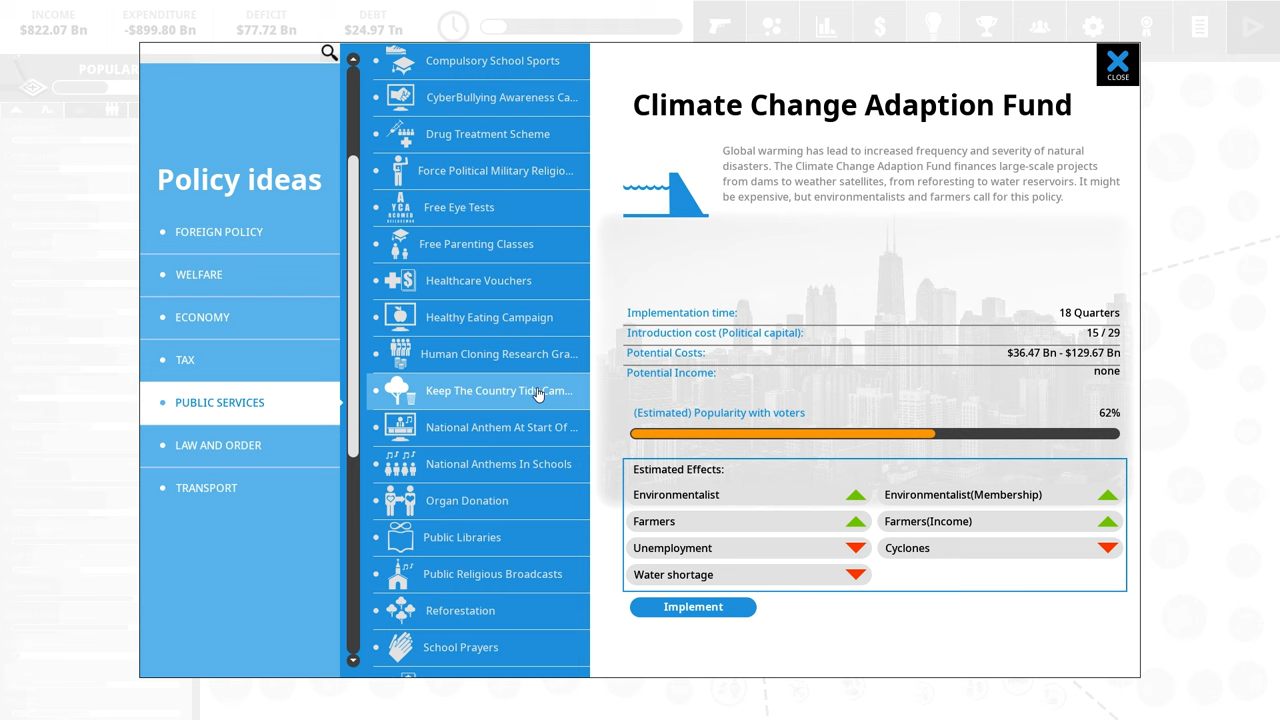 INCOME
$822.07 Bn
EXPENDITURE
-$899.80 Bn
DEFICIT
$77.72 Bn
DEBT
$24.97 Tn
POPULAR
CLOSE
Policy ideas
FOREIGN POLICY
WELFARE
ECONOMY
TAX
PUBLIC SERVICES
LAW AND ORDER
TRANSPORT
Compulsory School Sports
CyberBullying Awareness Ca...
Drug Treatment Scheme
Force Political Military Religio...
Free Eye Tests
Free Parenting Classes
Healthcare Vouchers
Healthy Eating Campaign
Human Cloning Research Gra...
Keep The Country Tidy Cam...
National Anthem At Start Of ...
National Anthems In Schools
Organ Donation
Public Libraries
Public Religious Broadcasts
Reforestation
School Prayers
Climate Change Adaption Fund
Global warming has lead to increased frequency and severity of natural
disasters. The Climate Change Adaption Fund finances large-scale projects
from dams to weather satellites, from reforesting to water reservoirs. It might
be expensive, but environmentalists and farmers call for this policy.
Implementation time: 18 Quarters
Introduction cost (Political capital): 15 / 29
Potential Costs: $36.47 Bn - $129.67 Bn
Potential Income: none
(Estimated) Popularity with voters 62%
Estimated Effects:
Environmentalist
Environmentalist(Membership)
Farmers
Farmers(Income)
Unemployment
Cyclones
Water shortage
Implement